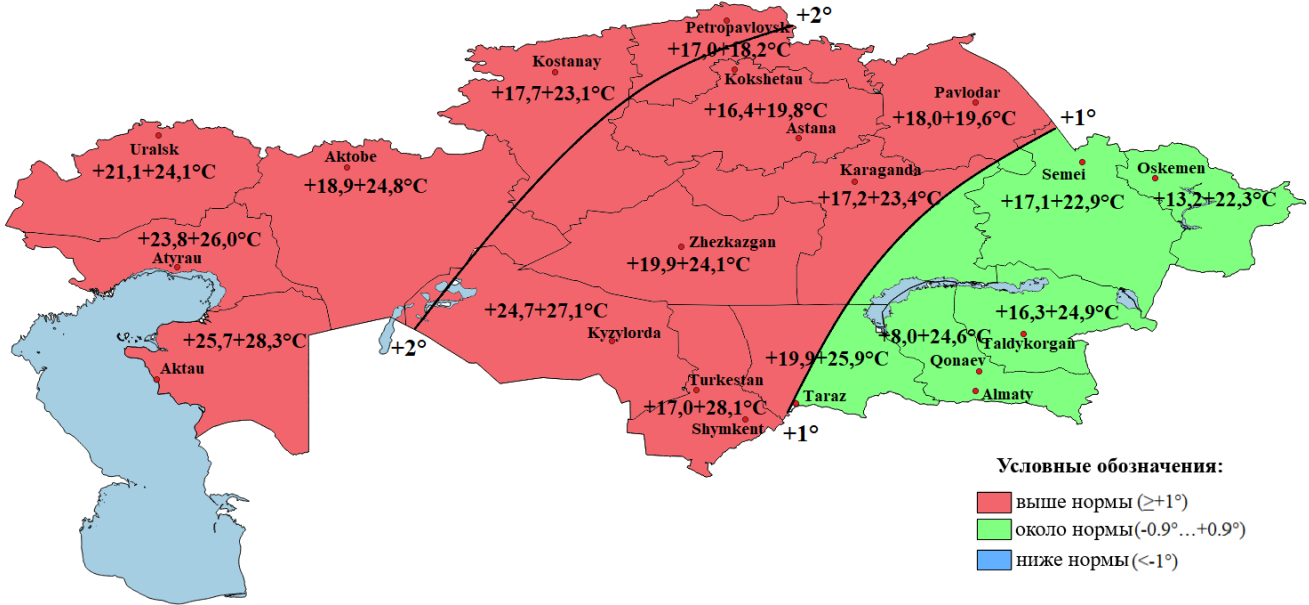 +2°
Petropavlovsk
+17,0+18,2°C
Kostanay
+17,7+23,1°C
Kokshetau
+16,4+19,8°C
Astana
Pavlodar
+18,0+19,6°C
+1°
Uralsk
+21,1+24,1°C
Aktobe
+18,9+24,8°C
Karaganda
+17,2+23,4°C
Semei
+17,1+22,9°C
Oskemen
+13,2+22,3°C
+23,8+26,0°C
Atyrau
Zhezkazgan
+19,9+24,1°C
+25,7+28,3°C
Aktau
+2°
+24,7+27,1°C
Kyzylorda
+16,3+24,9°C
Taldykorgan
+8,0+24,6°C
Qonaev
+19,9+25,9°C
Turkestan
+17,0+28,1°C
Shymkent
Taraz
Almaty
+1°
Условные обозначения:
выше нормы (≥+1°)
около нормы(-0.9°…+0.9°)
ниже нормы (<-1°)